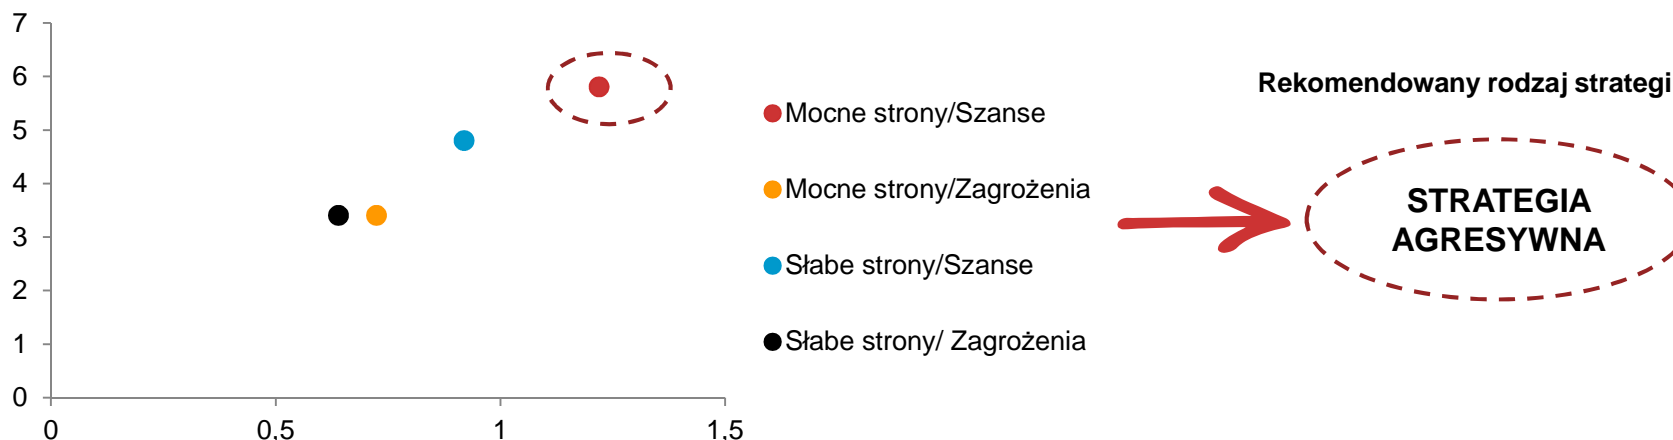 7
6
5
4
3
2
1
0
0
0,5
1
1,5
Mocne strony/Szanse
Mocne strony/Zagrożenia
Słabe strony/Szanse
Słabe strony/ Zagrożenia
Rekomendowany rodzaj strategi
STRATEGIA
AGRESYWNA